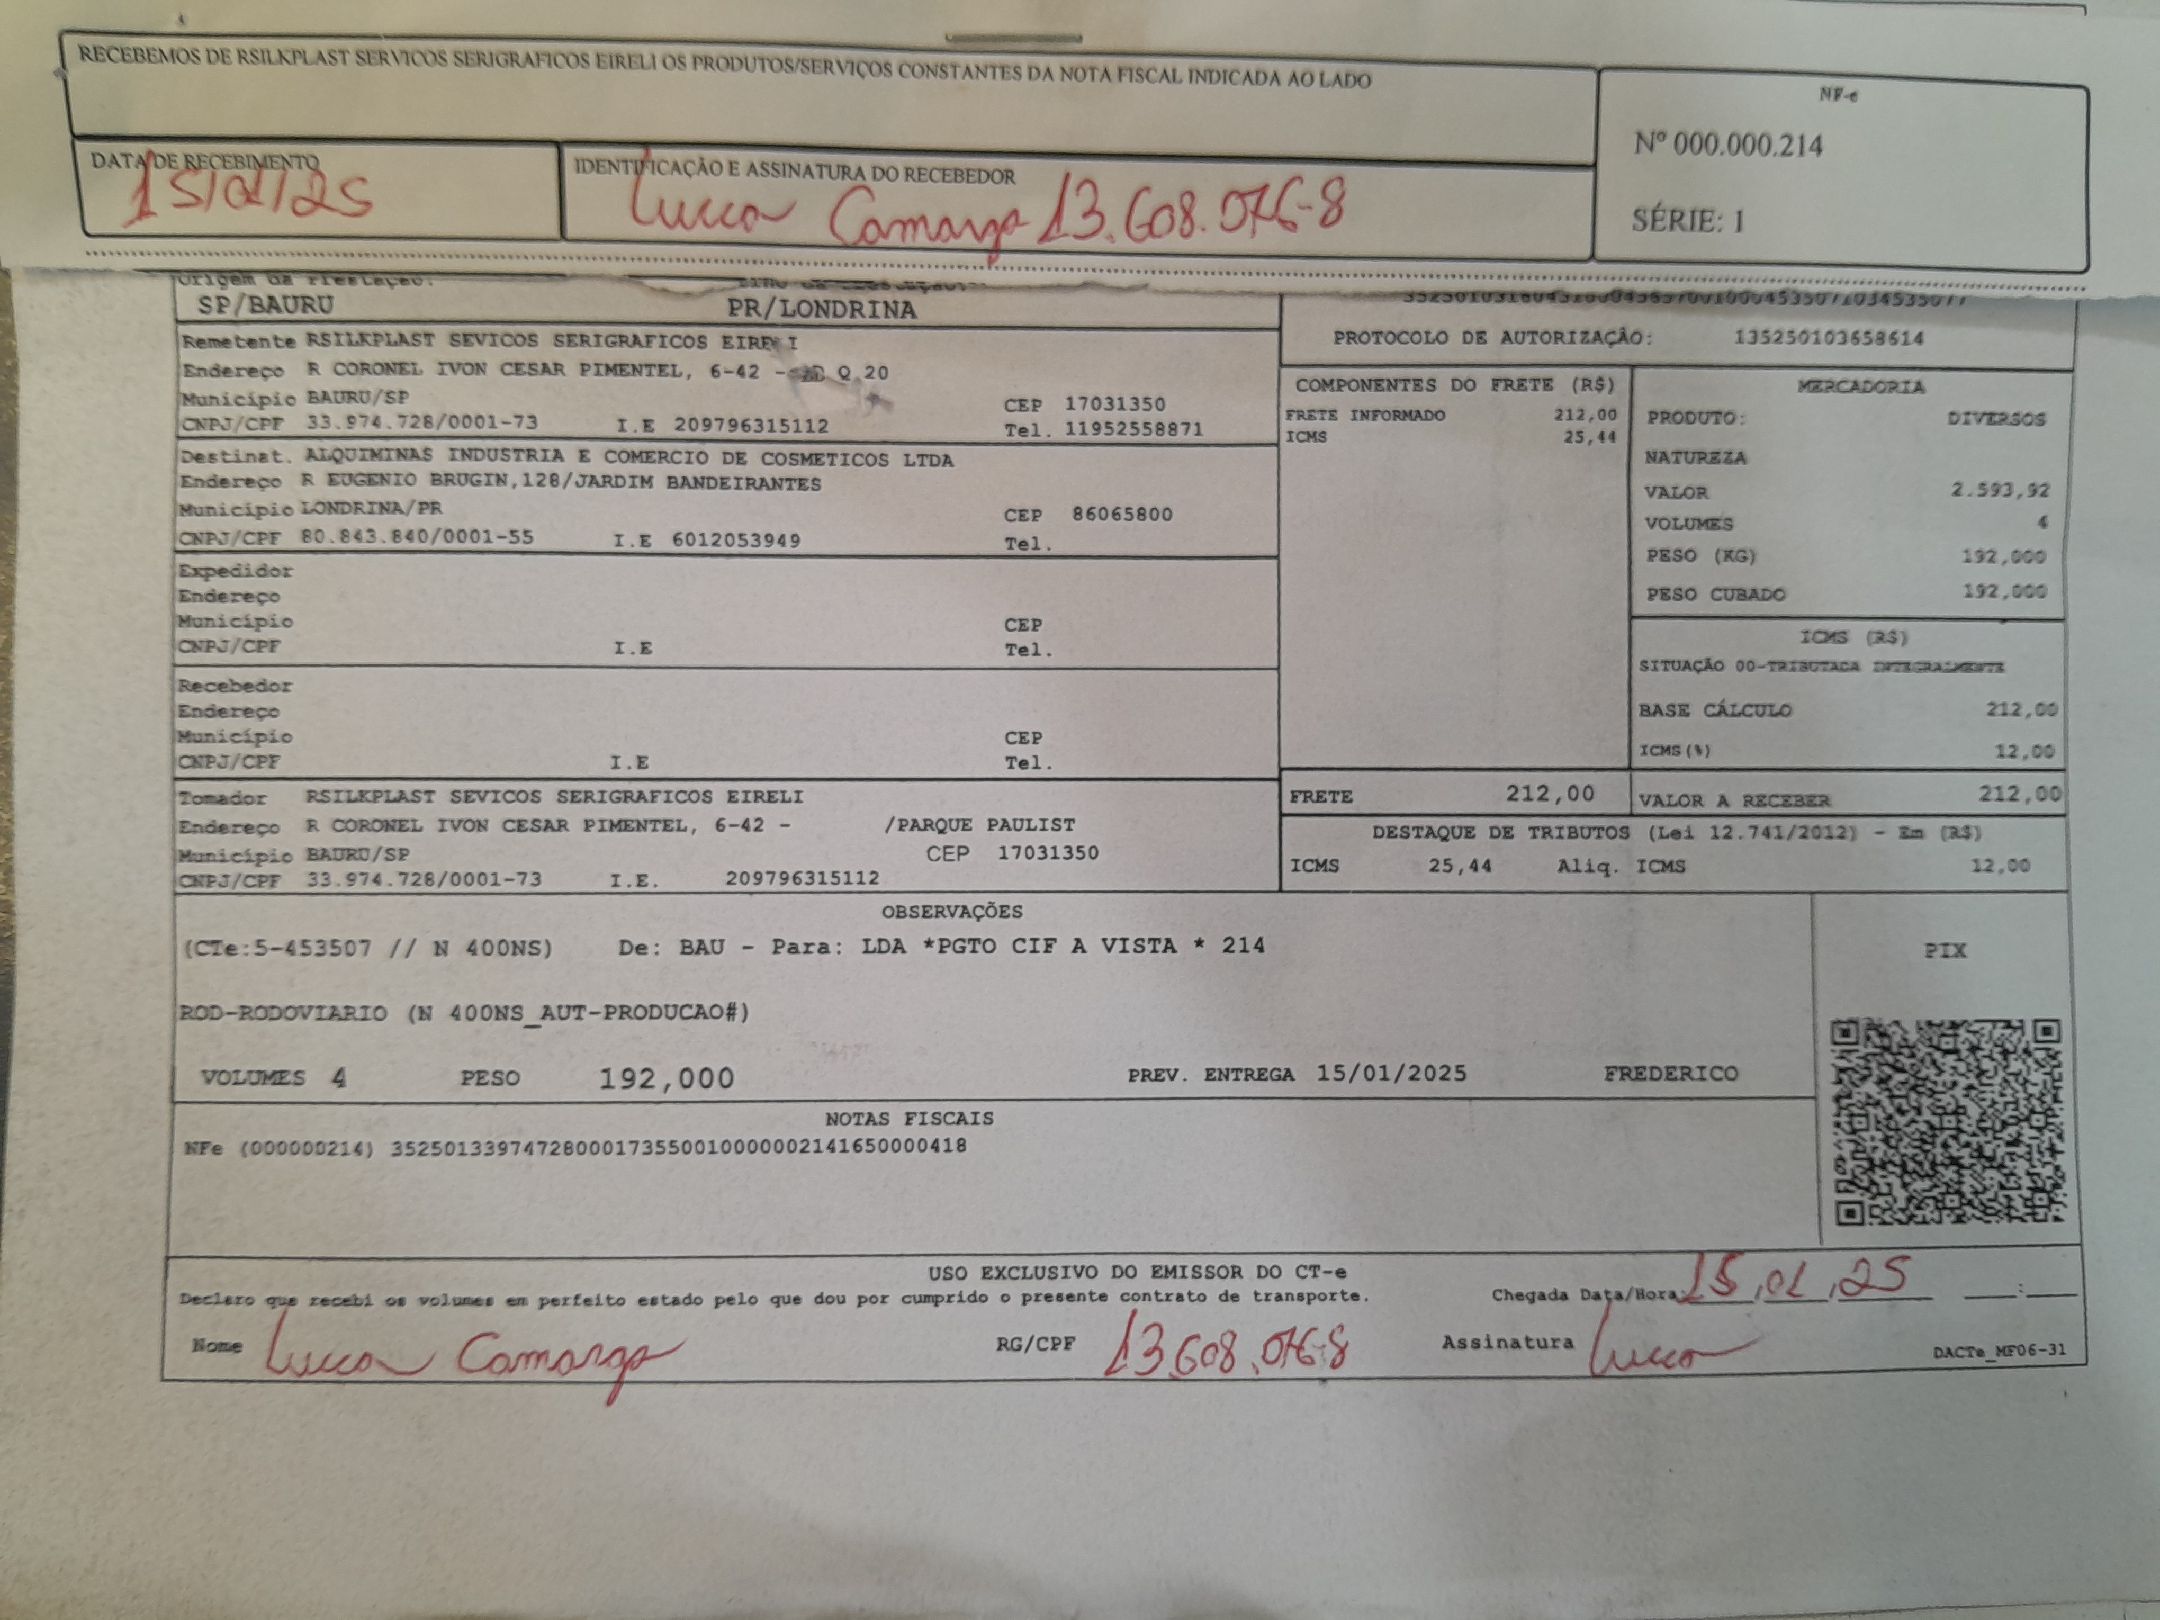 RECEBEMOS DE RSILKPLAST SERVICOS SERIGRAFICOS EIRELI OS PRODUTOS/SERVIÇOS CONSTANTES DA NOTA FISCAL INDICADA AO LADO
NF-e
Nº 000.000.214
SÉRIE: 1
DATA DE RECEBIMENTO
15/01/25
IDENTIFICAÇÃO E ASSINATURA DO RECEBEDOR
Lucca Camargo 13.608.076-8
Origem da Prestação:
SP/BAURU PR/LONDRINA
PROTOCOLO DE AUTORIZAÇÃO: 135250103658614
Remetente RSILKPLAST SEVICOS SERIGRAFICOS EIRELI
Endereço R CORONEL IVON CESAR PIMENTEL, 6-42 - Q 20
Município BAURU/SP CEP 17031350
CNPJ/CPF 33.974.728/0001-73 I.E 209796315112 Tel. 11952558871
Destinat. ALQUIMINAS INDUSTRIA E COMERCIO DE COSMETICOS LTDA
Endereço R EUGENIO BRUGIN,128/JARDIM BANDEIRANTES
Município LONDRINA/PR CEP 86065800
CNPJ/CPF 80.843.840/0001-55 I.E 6012053949 Tel.
Expedidor
Endereço
Município CEP
CNPJ/CPF I.E Tel.
Recebedor
Endereço
Município CEP
CNPJ/CPF I.E Tel.
Tomador RSILKPLAST SEVICOS SERIGRAFICOS EIRELI
Endereço R CORONEL IVON CESAR PIMENTEL, 6-42 - /PARQUE PAULIST
Município BAURU/SP CEP 17031350
CNPJ/CPF 33.974.728/0001-73 I.E. 209796315112
COMPONENTES DO FRETE (R$)
FRETE INFORMADO 212,00
ICMS 25,44
MERCADORIA
PRODUTO: DIVERSOS
NATUREZA
VALOR 2.593,92
VOLUMES 4
PESO (KG) 192,000
PESO CUBADO 192,000
ICMS (R$)
SITUAÇÃO 00-TRIBUTADA INTEGRALMENTE
BASE CÁLCULO 212,00
ICMS(%) 12,00
FRETE 212,00 VALOR A RECEBER 212,00
DESTAQUE DE TRIBUTOS (Lei 12.741/2012) - Em (R$)
ICMS 25,44 Aliq. ICMS 12,00
OBSERVAÇÕES
(CTe:5-453507 // N 400NS) De: BAU - Para: LDA *PGTO CIF A VISTA * 214
PIX
ROD-RODOVIARIO (N 400NS_AUT-PRODUCAO#)
VOLUMES 4 PESO 192,000 PREV. ENTREGA 15/01/2025 FREDERICO
NOTAS FISCAIS
NFe (000000214) 35250133974728000173550010000002141650000418
USO EXCLUSIVO DO EMISSOR DO CT-e
Declaro que recebi os volumes em perfeito estado pelo que dou por cumprido o presente contrato de transporte. Chegada Data/Hora: 15,01,25 :
Nome Lucca Camargo RG/CPF 13.608.076-8 Assinatura Lucca DACTe_MF06-31